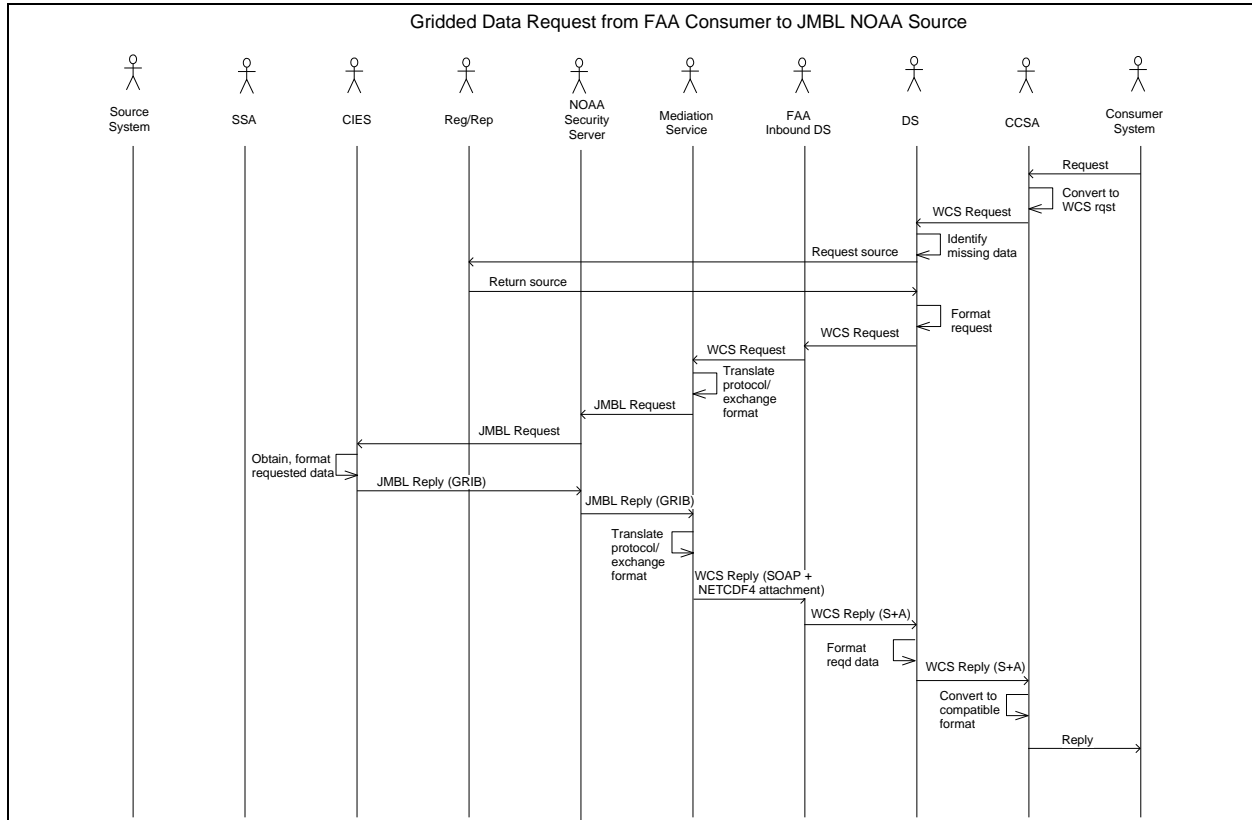 Gridded Data Request from FAA Consumer to JMBL NOAA Source
Source
System
SSA
CIES
Reg/Rep
NOAA
Security
Server
Mediation
Service
FAA
Inbound DS
DS
CCSA
Consumer
System
Request
Convert to
WCS rqst
WCS Request
Identify
missing data
Request source
Return source
Format
request
WCS Request
WCS Request
Translate
protocol/
exchange
format
JMBL Request
JMBL Request
Obtain, format
requested data
JMBL Reply (GRIB)
JMBL Reply (GRIB)
Translate
protocol/
exchange
format
WCS Reply (SOAP +
NETCDF4 attachment)
WCS Reply (S+A)
Format
reqd data
WCS Reply (S+A)
Convert to
compatible
format
Reply